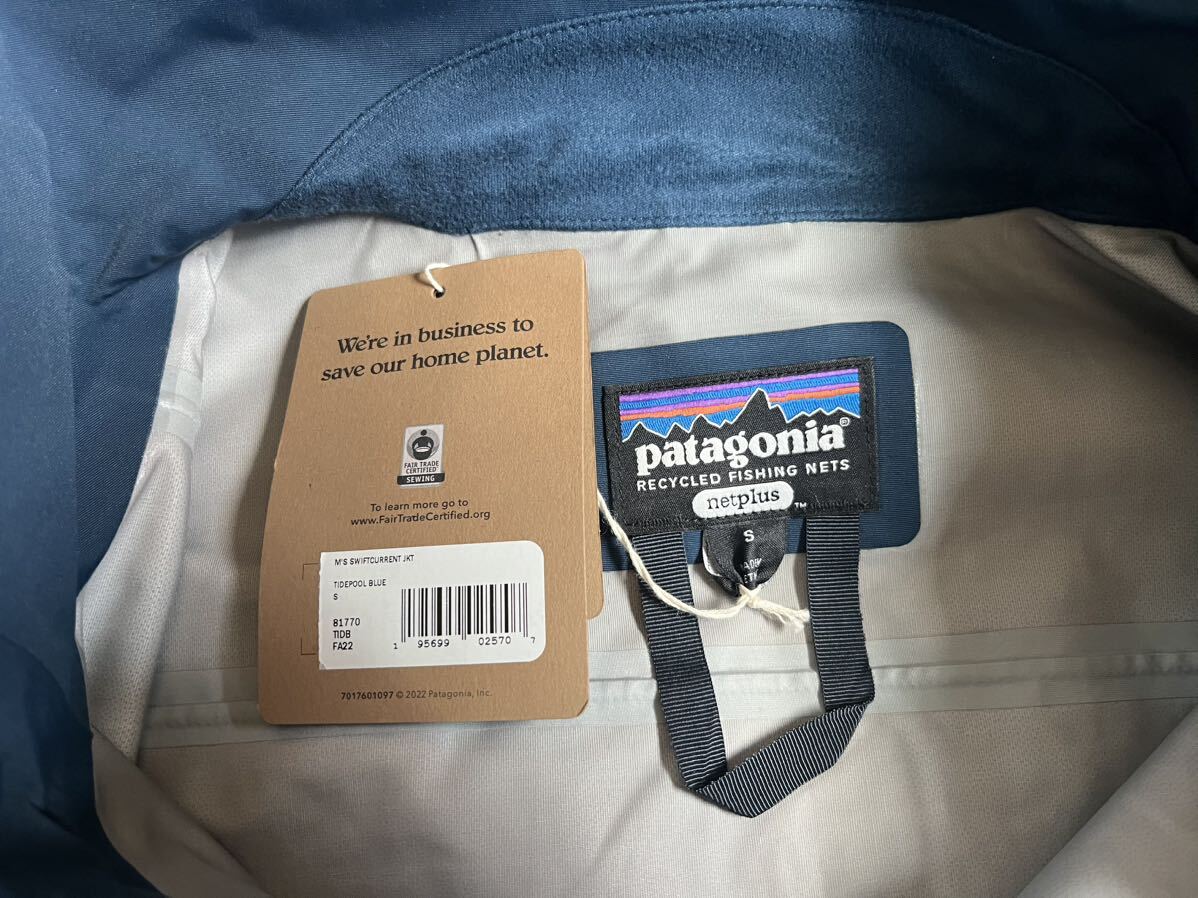 We're in business to
save our home planet.
FAIR TRADE
CERTIFIED
SEWING
To learn more go to
www.FairTradeCertified.org
M'S SWIFTCURRENT JKT
TIDEPOOL BLUE
S
81770
TIDB
FA22
1 95699 02570 7
7017601097 © 2022 Patagonia, Inc.
patagonia®
RECYCLED FISHING NETS
netplus™
S